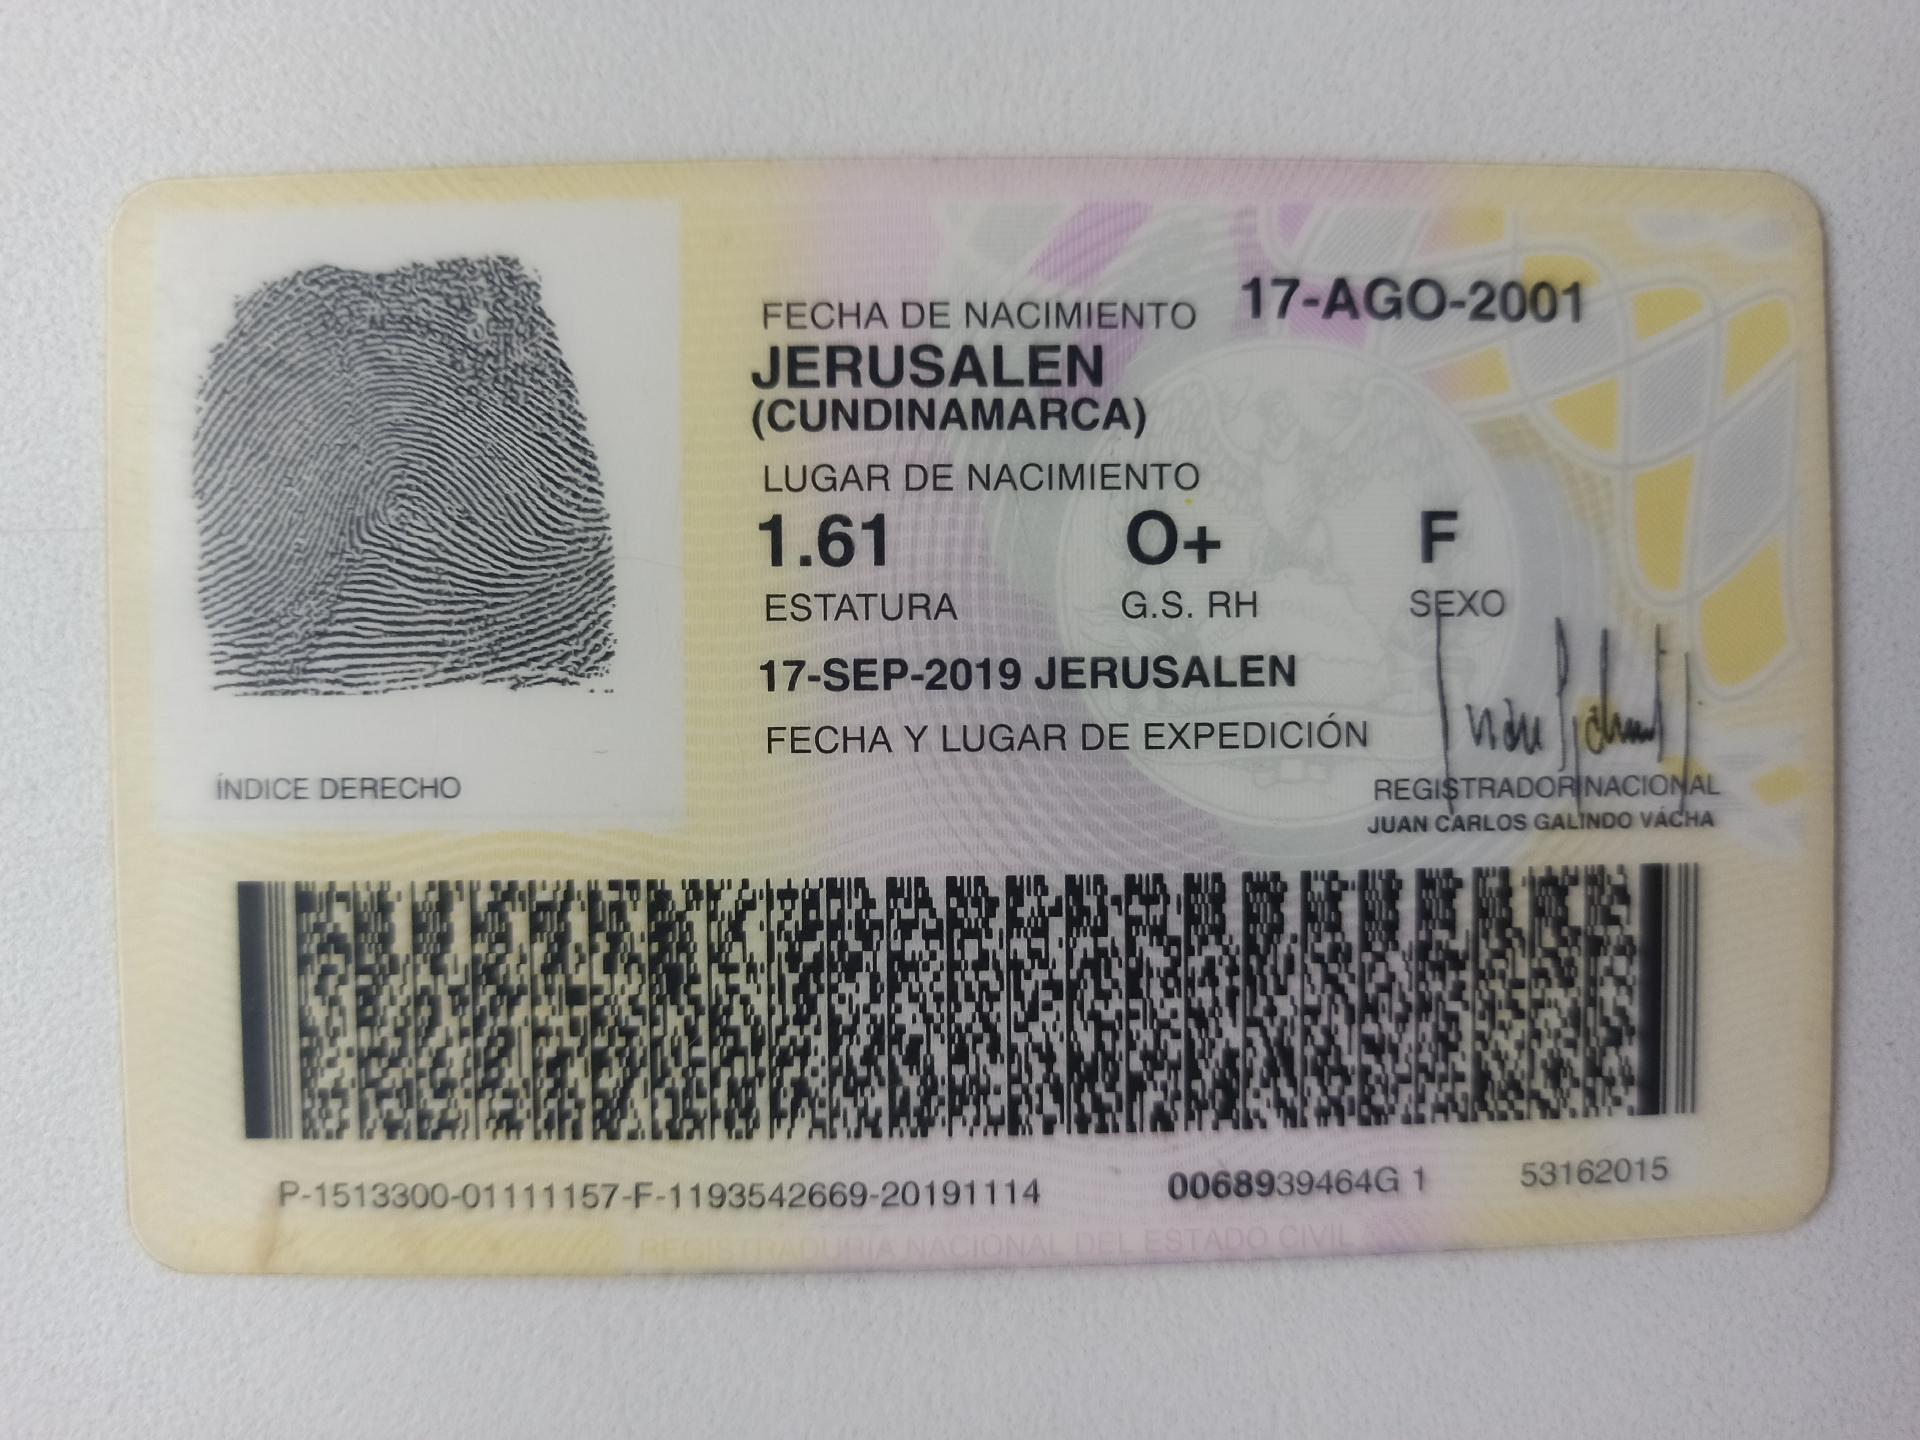 FECHA DE NACIMIENTO 17-AGO-2001
JERUSALEN
(CUNDINAMARCA)
LUGAR DE NACIMIENTO
1.61 O+ F
ESTATURA G.S. RH SEXO
17-SEP-2019 JERUSALEN
FECHA Y LUGAR DE EXPEDICIÓN
ÍNDICE DERECHO
REGISTRADOR NACIONAL
JUAN CARLOS GALINDO VÁCHA
P-1513300-01111157-F-1193542669-20191114 0068939464G 1 53162015
REGISTRADURIA NACIONAL DEL ESTADO CIVIL